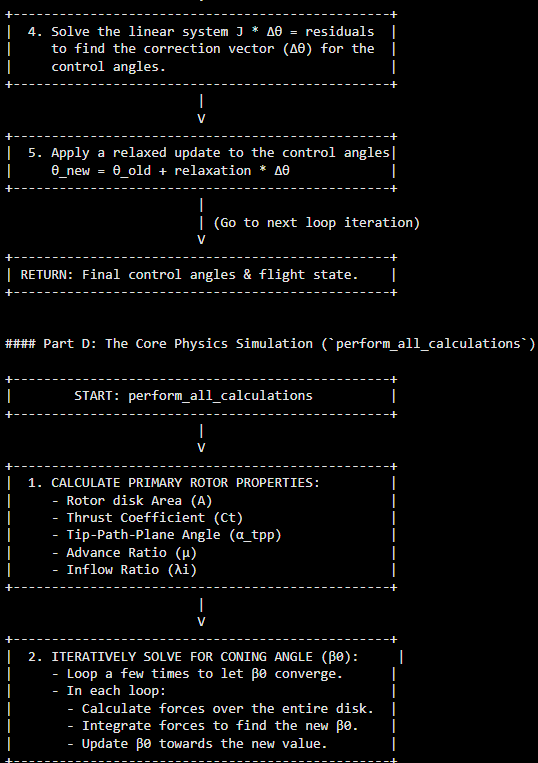 +------------------------------------------------+
|  4. Solve the linear system J * Δθ = residuals  |
|     to find the correction vector (Δθ) for the  |
|     control angles.                             |
+------------------------------------------------+
                         |
                         V
+------------------------------------------------+
|  5. Apply a relaxed update to the control angles|
|     θ_new = θ_old + relaxation * Δθ             |
+------------------------------------------------+
                         |
                         | (Go to next loop iteration)
                         V
+------------------------------------------------+
| RETURN: Final control angles & flight state.    |
+------------------------------------------------+
#### Part D: The Core Physics Simulation (`perform_all_calculations`)
+------------------------------------------------+
|        START: perform_all_calculations          |
+------------------------------------------------+
                         |
                         V
+------------------------------------------------+
|  1. CALCULATE PRIMARY ROTOR PROPERTIES:         |
|     - Rotor disk Area (A)                       |
|     - Thrust Coefficient (Ct)                   |
|     - Tip-Path-Plane Angle (α_tpp)              |
|     - Advance Ratio (μ)                         |
|     - Inflow Ratio (λi)                         |
+------------------------------------------------+
                         |
                         V
+------------------------------------------------+
|  2. ITERATIVELY SOLVE FOR CONING ANGLE (β0):     |
|     - Loop a few times to let β0 converge.      |
|     - In each loop:                             |
|       - Calculate forces over the entire disk.  |
|       - Integrate forces to find the new β0.    |
|       - Update β0 towards the new value.        |
+------------------------------------------------+